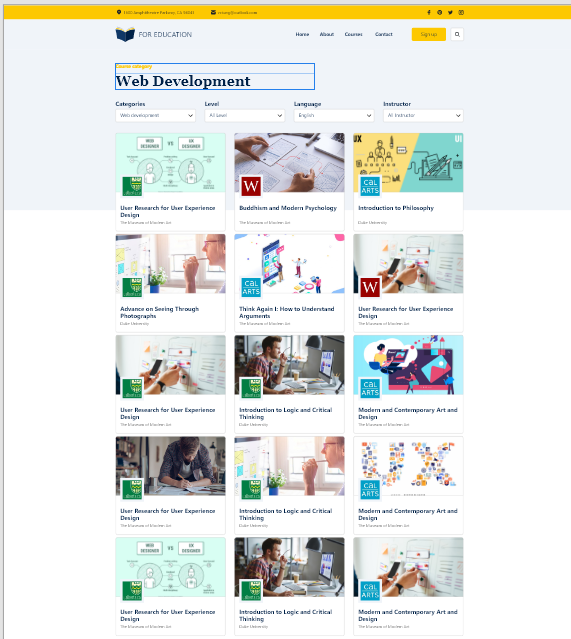 1600 Amphitheatre Parkway, CA 94043
FOR EDUCATION
Home About Courses Contact
Sign up
Course category
Web Development
Categories Level Language Instructor
Web development All Level English All Instructor
WEB DESIGNER VS UX DESIGNER
W
UX UI
CAL ARTS
User Research for User Experience Design
The Museum of Modern Art
Buddhism and Modern Psychology
The Museum of Modern Art
Introduction to Philosophy
Duke University
CAL ARTS
W
Advance on Seeing Through Photographs
Duke University
Think Again I: How to Understand Arguments
The Museum of Modern Art
User Research for User Experience Design
The Museum of Modern Art
CAL ARTS
User Research for User Experience Design
The Museum of Modern Art
Introduction to Logic and Critical Thinking
Duke University
Modern and Contemporary Art and Design
The Museum of Modern Art
CAL ARTS
User Research for User Experience Design
The Museum of Modern Art
Introduction to Logic and Critical Thinking
Duke University
Modern and Contemporary Art and Design
The Museum of Modern Art
WEB DESIGNER VS UX DESIGNER
CAL ARTS
User Research for User Experience Design
The Museum of Modern Art
Introduction to Logic and Critical Thinking
Duke University
Modern and Contemporary Art and Design
The Museum of Modern Art